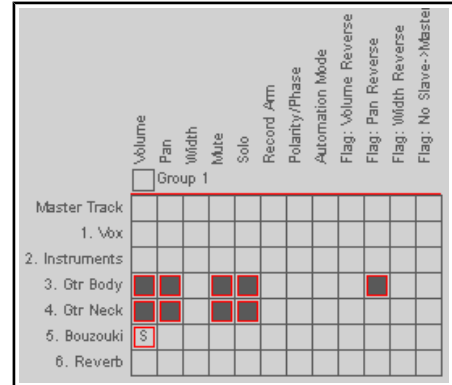 Volume
Pan
Width
Mute
Solo
Record Arm
Polarity/Phase
Automation Mode
Flag: Volume Reverse
Flag: Pan Reverse
Flag: Width Reverse
Flag: No Slave->Master
Group 1
Master Track
1. Vox
2. Instruments
3. Gtr Body
4. Gtr Neck
5. Bouzouki S
6. Reverb